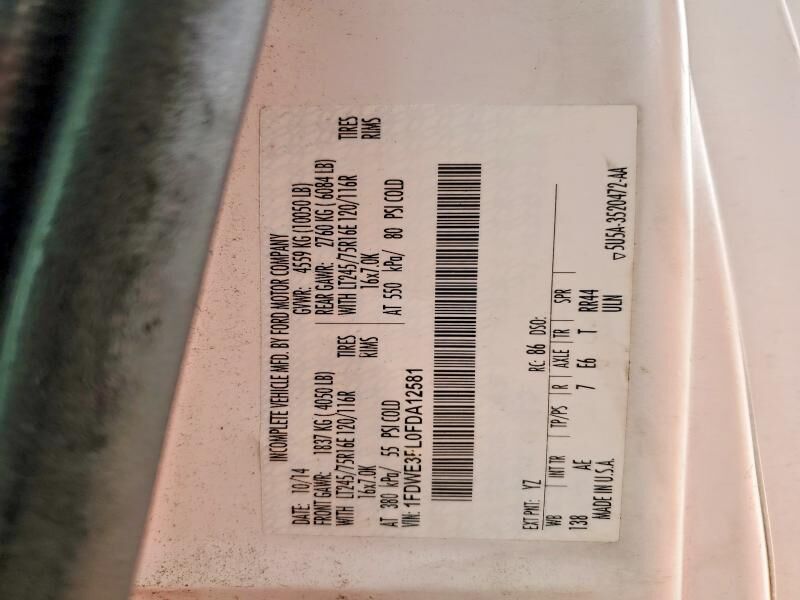 INCOMPLETE VEHICLE MFD. BY FORD MOTOR COMPANY
DATE: 10/14 GVWR: 4559 KG (10050 LB)
FRONT GAWR: 1837 KG ( 4050 LB) REAR GAWR: 2760 KG ( 6084 LB)
WITH LT245/75R16E 120/116R TIRES WITH LT245/75R16E 120/116R TIRES
16x7.0K RIMS 16x7.0K RIMS
AT 380 kPa/ 55 PSI COLD AT 550 kPa/ 80 PSI COLD
VIN: 1FDWE3FL0FDA12581
EXT PNT: YZ RC: 86 DSO:
WB INT TR TP/PS R AXLE TR SPR
138 AE 7 E6 T RR44
MADE IN U.S.A. ULN
▽5U5A-3520472-AA